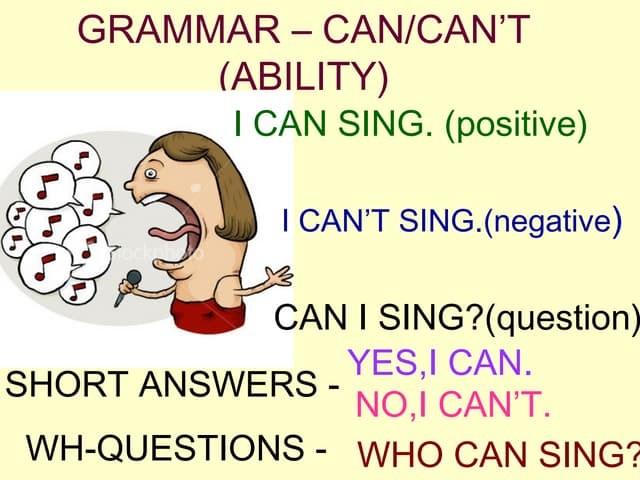 GRAMMAR – CAN/CAN’T
(ABILITY)
I CAN SING. (positive)
I CAN’T SING.(negative)
CAN I SING?(question)
SHORT ANSWERS -
YES,I CAN.
NO,I CAN’T.
WH-QUESTIONS -
WHO CAN SING?